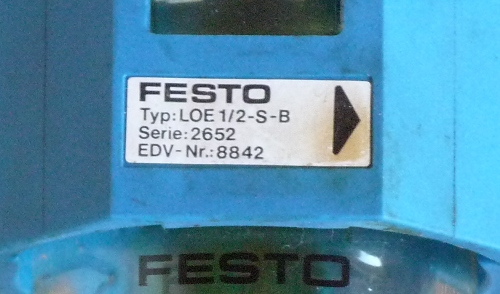 FESTO
Typ: LOE 1/2-S-B
Serie: 2652
EDV-Nr.: 8842
FESTO